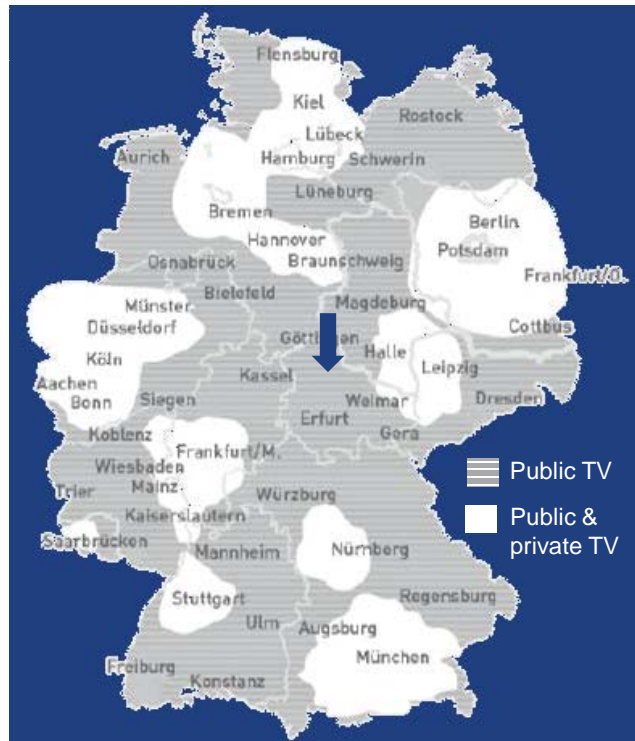 Flensburg
Kiel
Rostock
Lübeck
Hamburg
Schwerin
Aurich
Lüneburg
Bremen
Berlin
Hannover
Potsdam
Osnabrück
Braunschweig
Frankfurt/O.
Bielefeld
Münster
Magdeburg
Düsseldorf
Cottbus
Göttingen
Halle
Köln
Leipzig
Kassel
Aachen
Bonn
Siegen
Weimar
Dresden
Erfurt
Koblenz
Gera
Frankfurt/M.
Wiesbaden
Public TV
Trier
Mainz
Würzburg
Kaiserslautern
Public &
private TV
Saarbrücken
Mannheim
Nürnberg
Stuttgart
Regensburg
Ulm
Augsburg
München
Freiburg
Konstanz